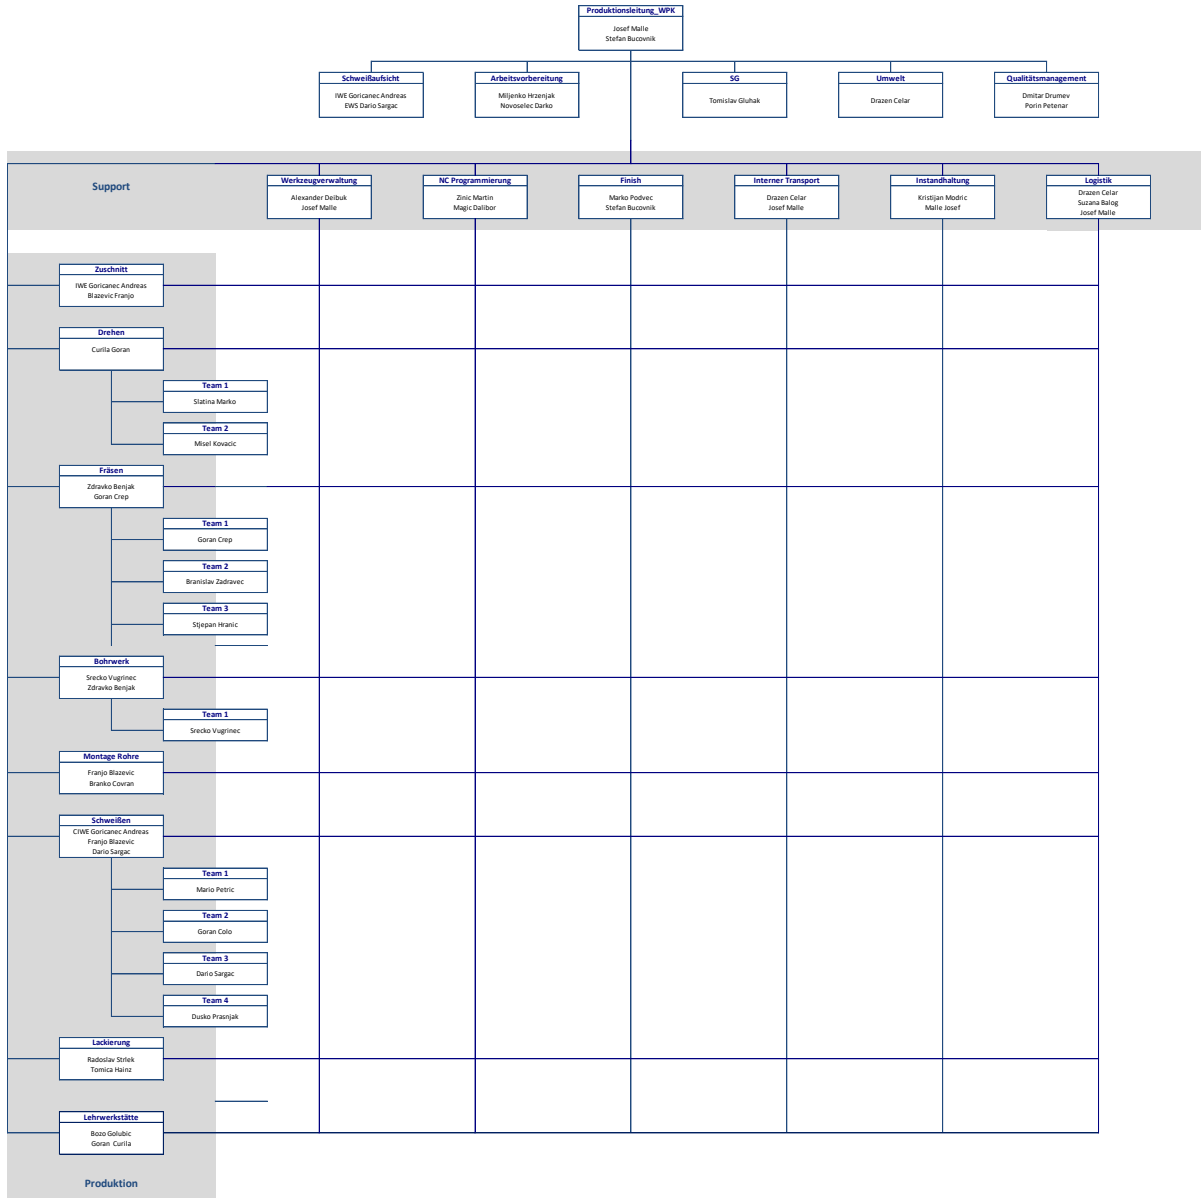 Produktionsleitung_WPK
Josef Malle
Stefan Bucovnik
Schweißaufsicht
IWE Goricanec Andreas
EWS Dario Sargac
Arbeitsvorbereitung
Miljenko Hrzenjak
Novoselec Darko
SG
Tomislav Gluhak
Umwelt
Drazen Celar
Qualitätsmanagement
Dmitar Drumev
Porin Petenar
Support
Werkzeugverwaltung
Alexander Deibuk
Josef Malle
NC Programmierung
Zinic Martin
Magic Dalibor
Finish
Marko Podvec
Stefan Bucovnik
Interner Transport
Drazen Celar
Josef Malle
Instandhaltung
Kristijan Modric
Malle Josef
Logistik
Drazen Celar
Suzana Balog
Josef Malle
Zuschnitt
IWE Goricanec Andreas
Blazevic Franjo
Drehen
Curila Goran
Team 1
Slatina Marko
Team 2
Misel Kovacic
Fräsen
Zdravko Benjak
Goran Crep
Team 1
Goran Crep
Team 2
Branislav Zadravec
Team 3
Stjepan Hranic
Bohrwerk
Srecko Vugrinec
Zdravko Benjak
Team 1
Srecko Vugrinec
Montage Rohre
Franjo Blazevic
Branko Covran
Schweißen
CIWE Goricanec Andreas
Franjo Blazevic
Dario Sargac
Team 1
Mario Petric
Team 2
Goran Colo
Team 3
Dario Sargac
Team 4
Dusko Prasnjak
Lackierung
Radoslav Strlek
Tomica Hainz
Lehrwerkstätte
Bozo Golubic
Goran Curila
Produktion